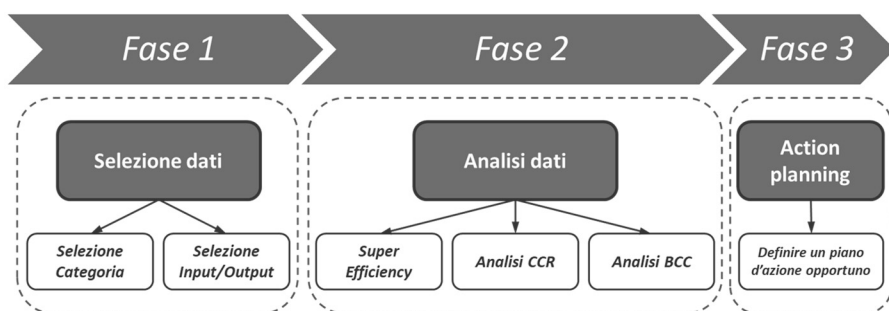 Fase 1
Fase 2
Fase 3
Selezione dati
Analisi dati
Action
planning
Selezione
Categoria
Selezione
Input/Output
Super
Efficiency
Analisi CCR
Analisi BCC
Definire un piano
d'azione opportuno